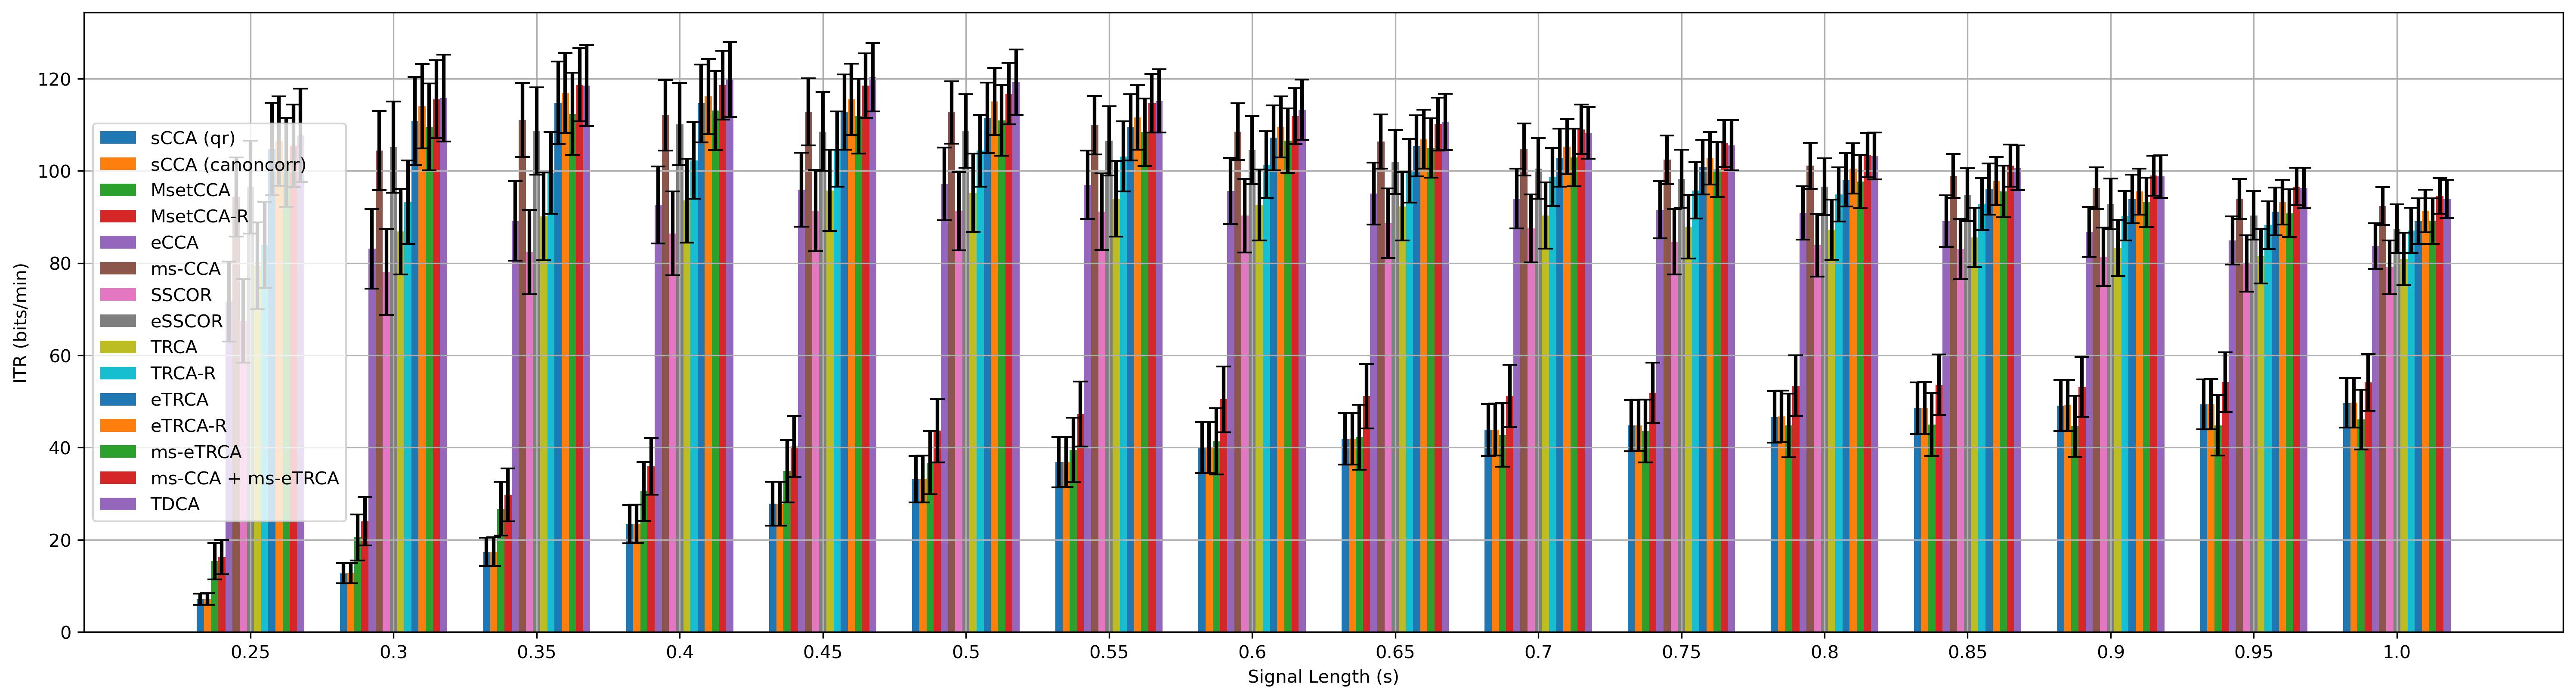 120
100
80
60
40
20
0
ITR (bits/min)
sCCA (qr)
sCCA (canoncorr)
MsetCCA
MsetCCA-R
eCCA
ms-CCA
SSCOR
eSSCOR
TRCA
TRCA-R
eTRCA
eTRCA-R
ms-eTRCA
ms-CCA + ms-eTRCA
TDCA
0.25 0.3 0.35 0.4 0.45 0.5 0.55 0.6 0.65 0.7 0.75 0.8 0.85 0.9 0.95 1.0
Signal Length (s)